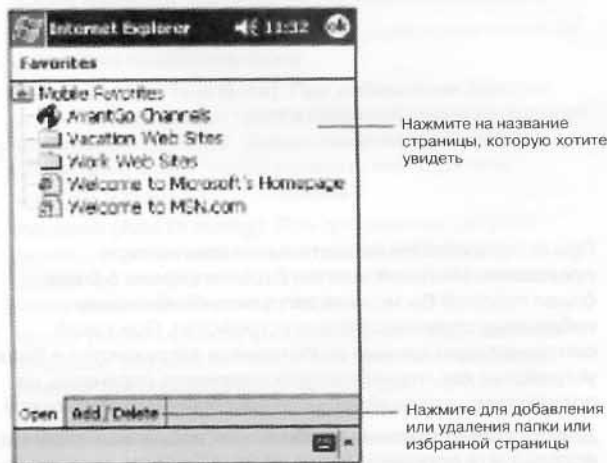 Internet Explorer 11:32 ok
Favorites
Mobile Favorites
AvantGo Channels
Vacation Web Sites
Work Web Sites
Welcome to Microsoft's Homepage
Welcome to MSN.com
Нажмите на название
страницы, которую хотите
увидеть
Open Add / Delete
Нажмите для добавления
или удаления папки или
избранной страницы